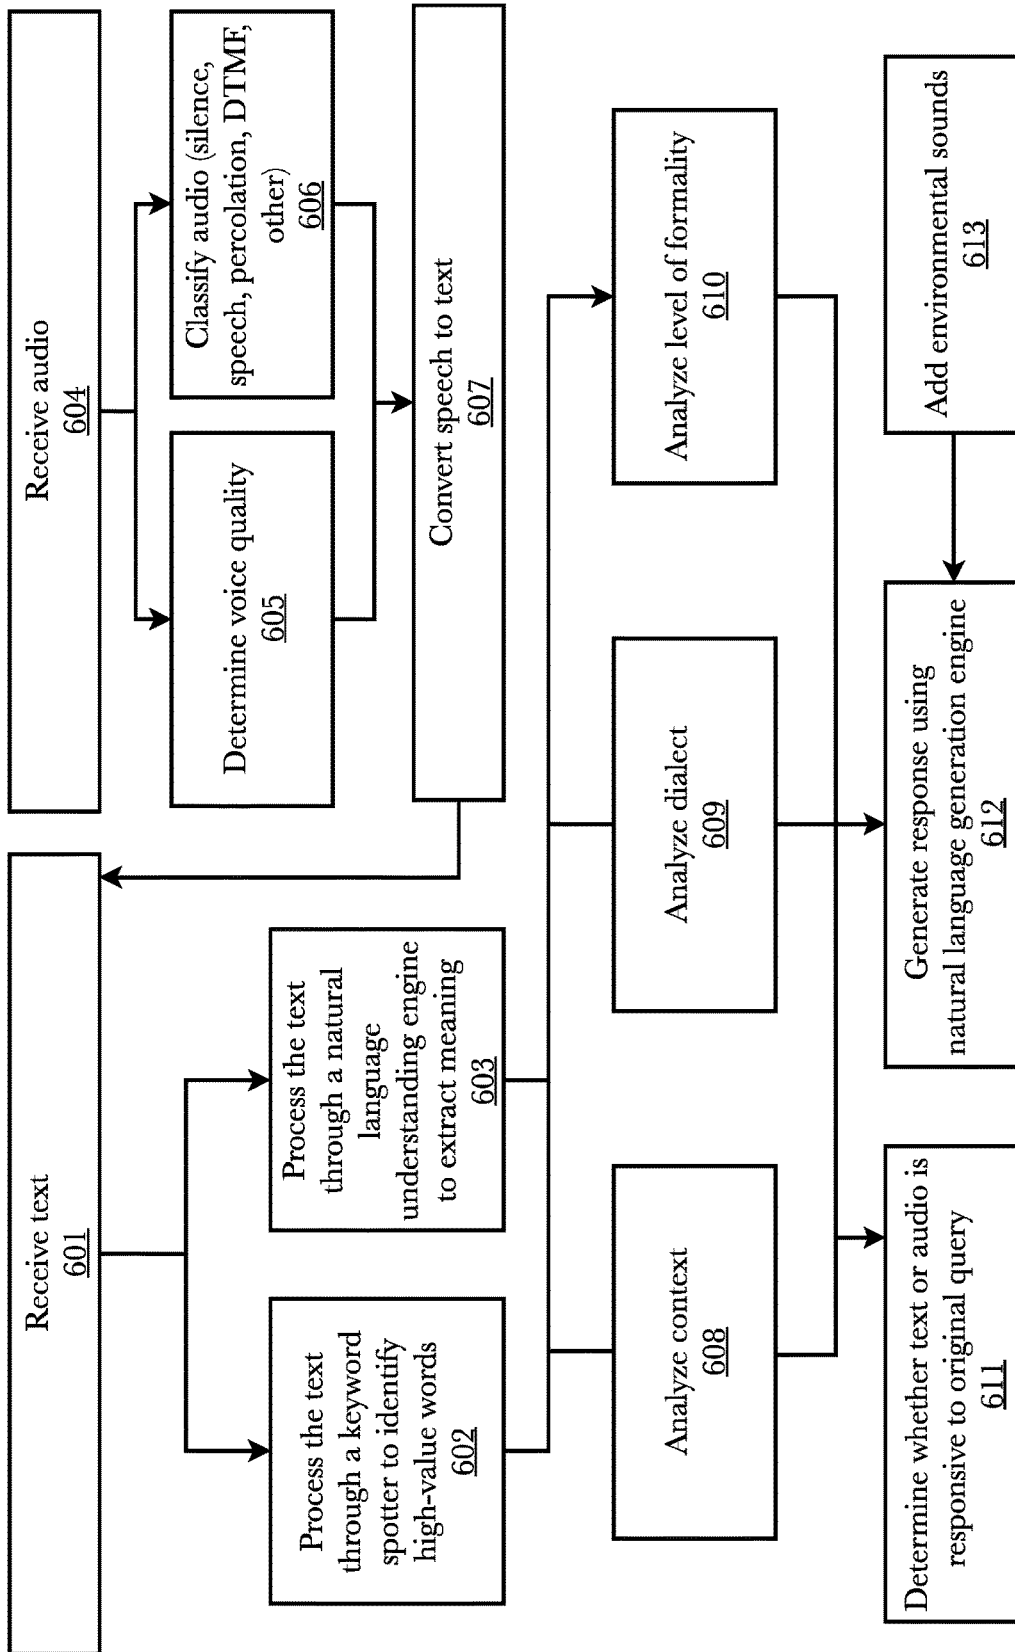 Receive text
601
Receive audio
604
Process the text
through a keyword
spotter to identify
high-value words
602
Process the text
through a natural
language
understanding engine
to extract meaning
603
Determine voice quality
605
Classify audio (silence,
speech, percolation, DTMF,
other)
606
Convert speech to text
607
Analyze context
608
Analyze dialect
609
Analyze level of formality
610
Determine whether text or audio is
responsive to original query
611
Generate response using
natural language generation engine
612
Add environmental sounds
613